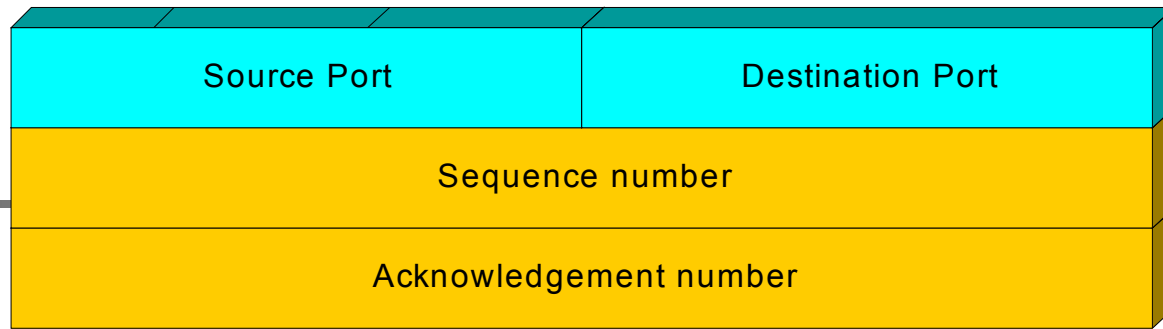 Source Port Destination Port
Sequence number
Acknowledgement number